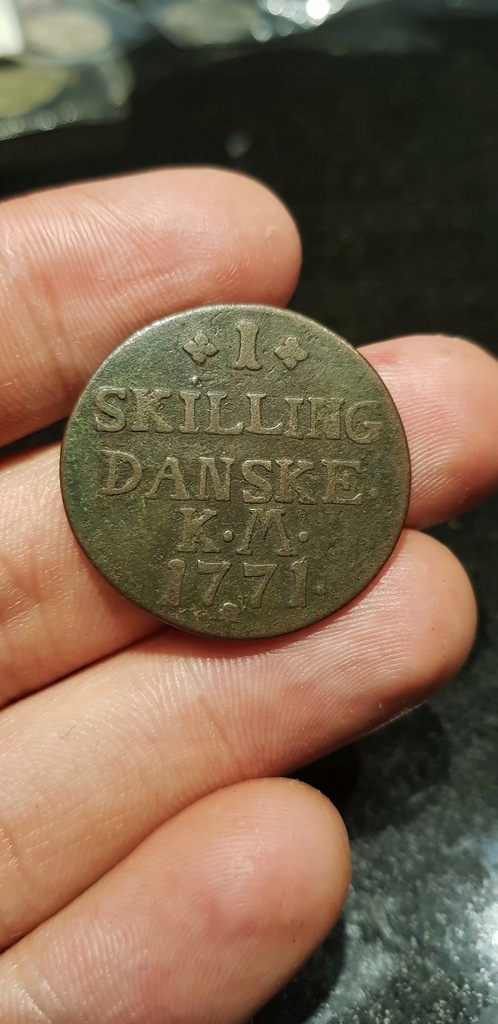 1
SKILLING
DANSKE.
K·M·
1771·